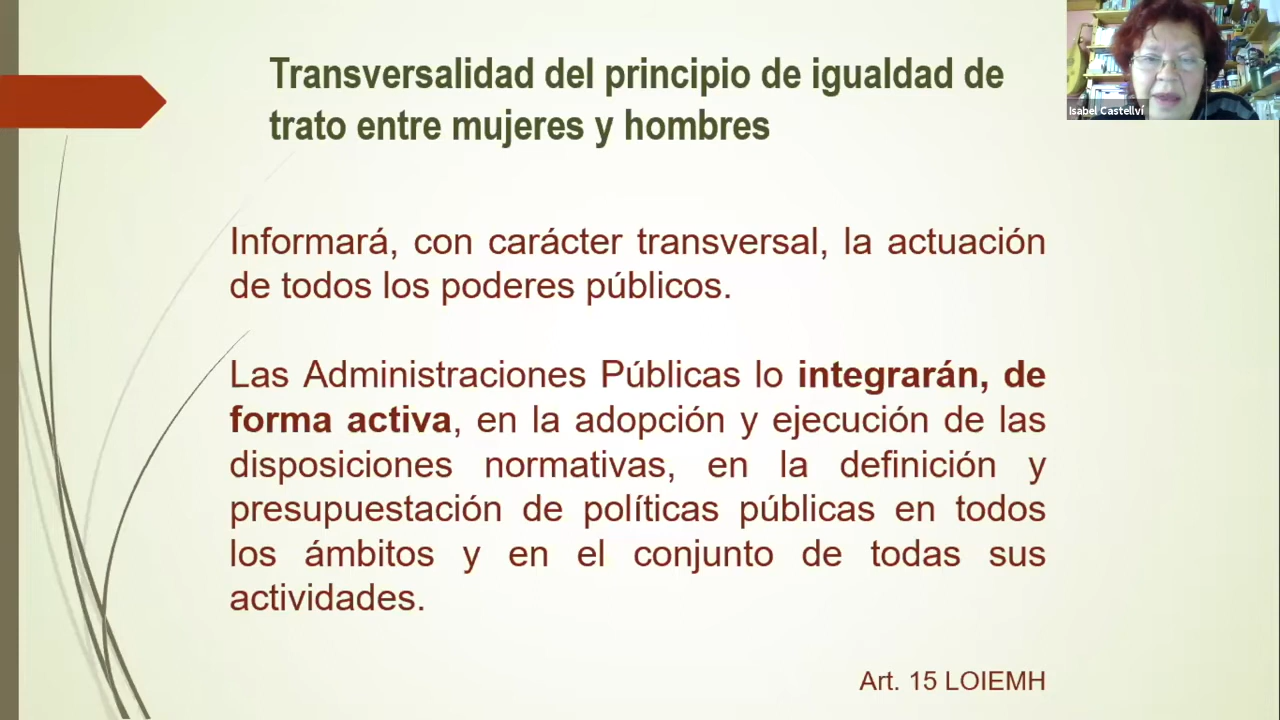 Transversalidad del principio de igualdad de
trato entre mujeres y hombres
Isabel Castellví
Informará, con carácter transversal, la actuación
de todos los poderes públicos.
Las Administraciones Públicas lo integrarán, de
forma activa, en la adopción y ejecución de las
disposiciones normativas, en la definición y
presupuestación de políticas públicas en todos
los ámbitos y en el conjunto de todas sus
actividades.
Art. 15 LOIEMH